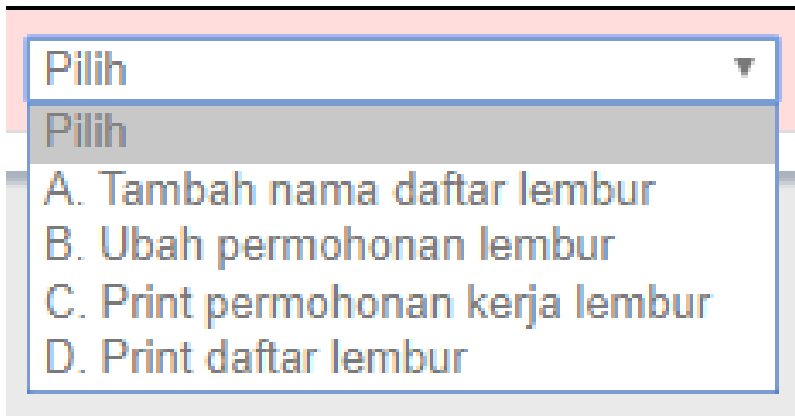 Pilih
Pilih
A. Tambah nama daftar lembur
B. Ubah permohonan lembur
C. Print permohonan kerja lembur
D. Print daftar lembur